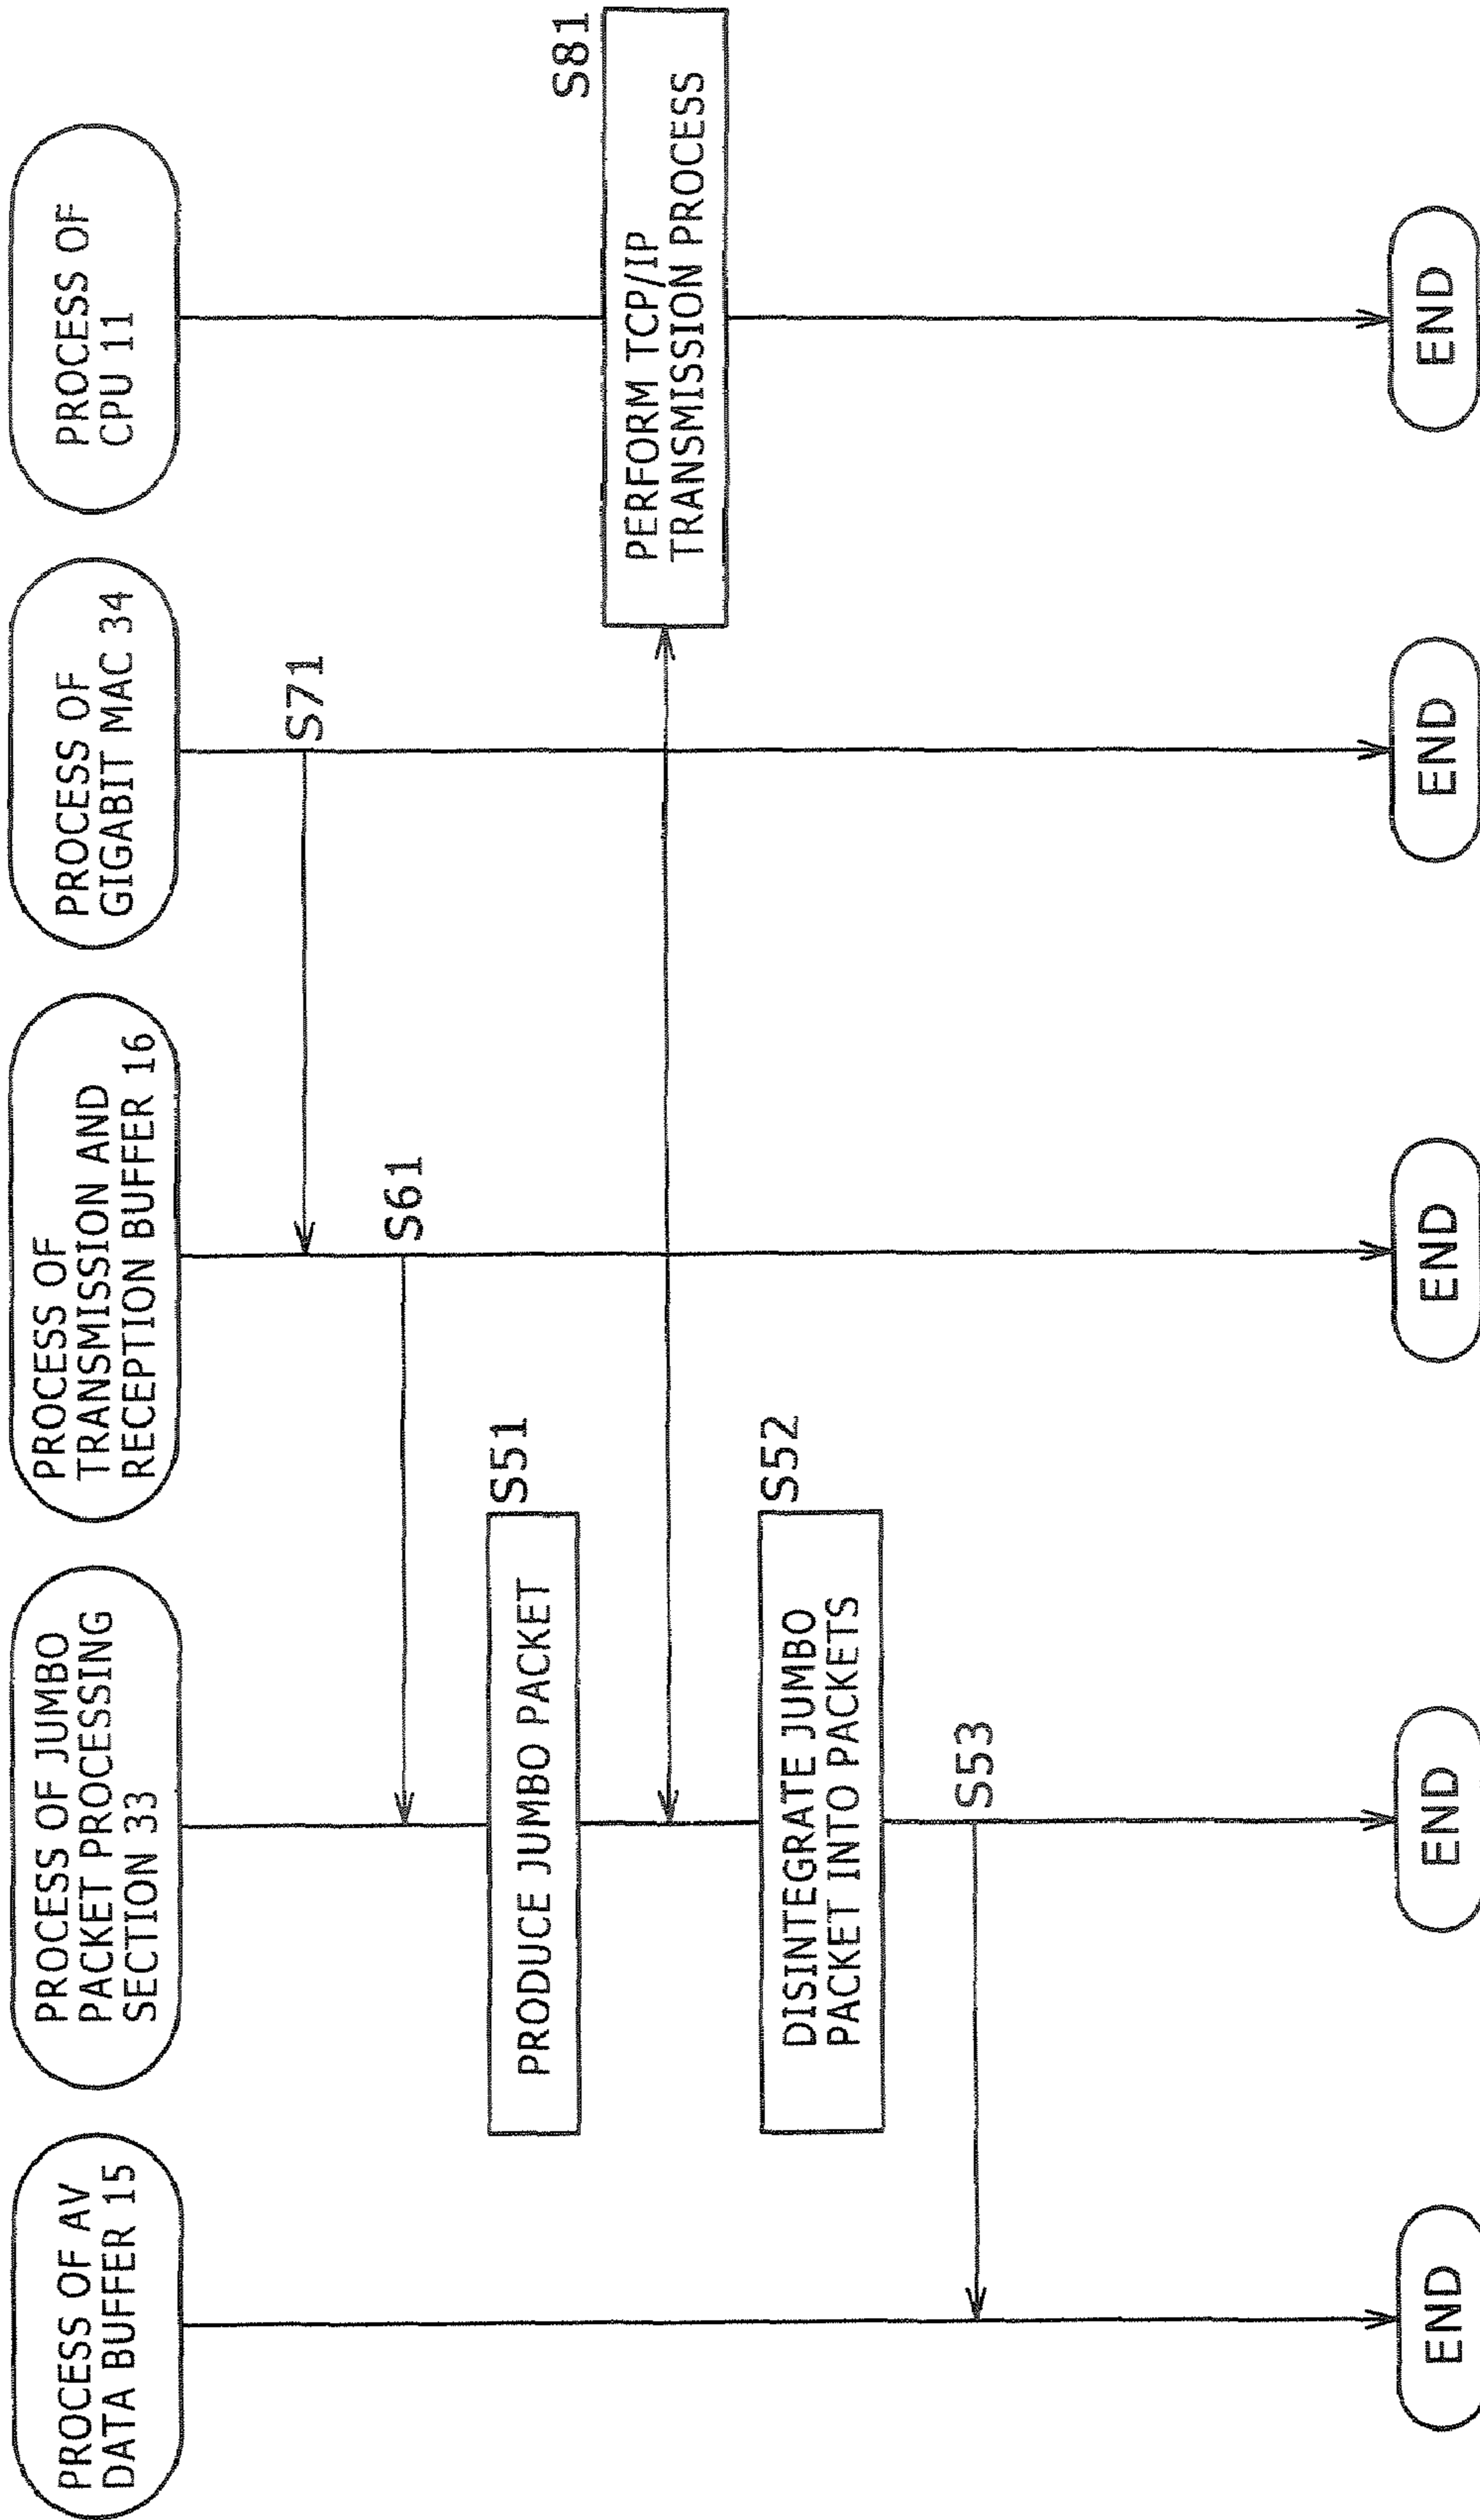 PROCESS OF AV
DATA BUFFER 15
PROCESS OF JUMBO
PACKET PROCESSING
SECTION 33
PROCESS OF
TRANSMISSION AND
RECEPTION BUFFER 16
PROCESS OF
GIGABIT MAC 34
PROCESS OF
CPU 11
S71
S61
S51
PRODUCE JUMBO PACKET
S81
PERFORM TCP/IP
TRANSMISSION PROCESS
S52
DISINTEGRATE JUMBO
PACKET INTO PACKETS
S53
END
END
END
END
END